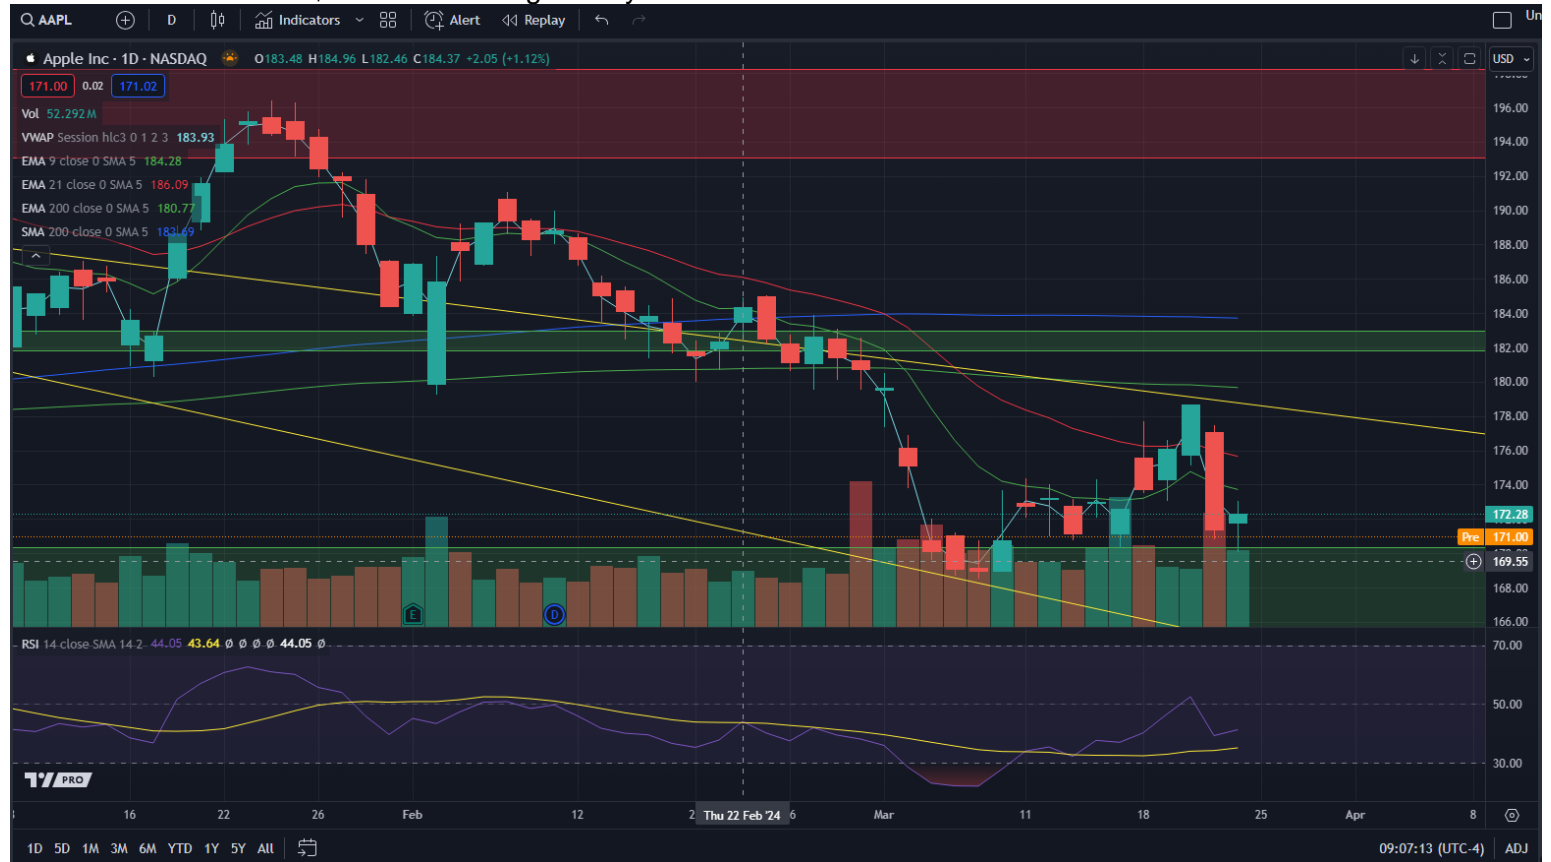 AAPL D Indicators Alert Replay Un
Apple Inc · 1D · NASDAQ O183.48 H184.96 L182.46 C184.37 +2.05 (+1.12%) USD
171.00 0.02 171.02
Vol 52.292M
VWAP Session hlc3 0 1 2 3 183.93
EMA 9 close 0 SMA 5 184.28
EMA 21 close 0 SMA 5 186.09
EMA 200 close 0 SMA 5 180.77
SMA 200 close 0 SMA 5 183.69
196.00
194.00
192.00
190.00
188.00
186.00
184.00
182.00
180.00
178.00
176.00
174.00
172.28
Pre 171.00
169.55
168.00
166.00
E D
RSI 14 close SMA 14 2 44.05 43.64 Ø Ø Ø Ø 44.05 Ø
70.00
50.00
30.00
TV PRO
16 22 26 Feb 12 2 Thu 22 Feb '24 6 Mar 11 18 25 Apr 8
1D 5D 1M 3M 6M YTD 1Y 5Y All 09:07:13 (UTC-4) ADJ